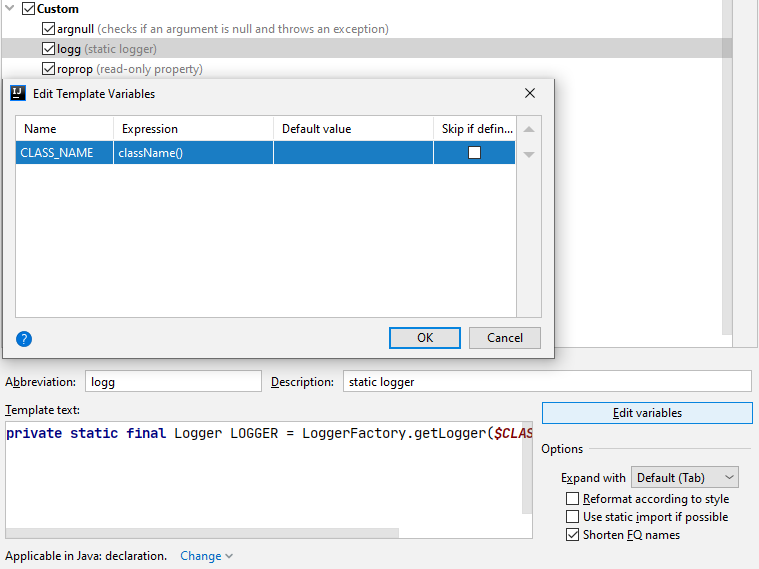 Custom
argnull (checks if an argument is null and throws an exception)
logg (static logger)
roprop (read-only property)
IJ Edit Template Variables
Name Expression Default value Skip if defin...
CLASS_NAME className()
? OK Cancel
Abbreviation: logg Description: static logger
Template text:
Edit variables
private static final Logger LOGGER = LoggerFactory.getLogger($CLAS
Options
Expand with Default (Tab)
Reformat according to style
Use static import if possible
Shorten FQ names
Applicable in Java: declaration. Change